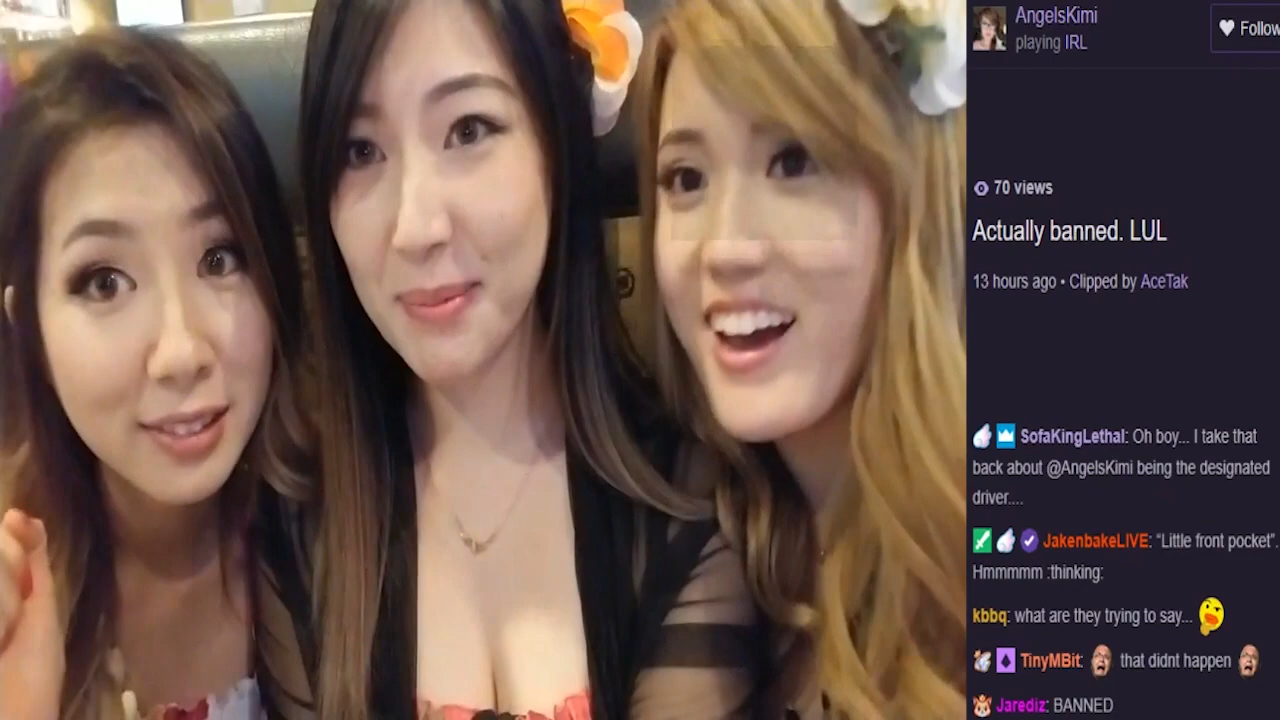 AngelsKimi
playing IRL
Follow
70 views
Actually banned. LUL
13 hours ago • Clipped by AceTak
SofaKingLethal: Oh boy... I take that
back about @AngelsKimi being the designated
driver....
JakenbakeLIVE: “Little front pocket”.
Hmmmmm :thinking:
kbbq: what are they trying to say...
TinyMBit: that didnt happen
Jarediz: BANNED